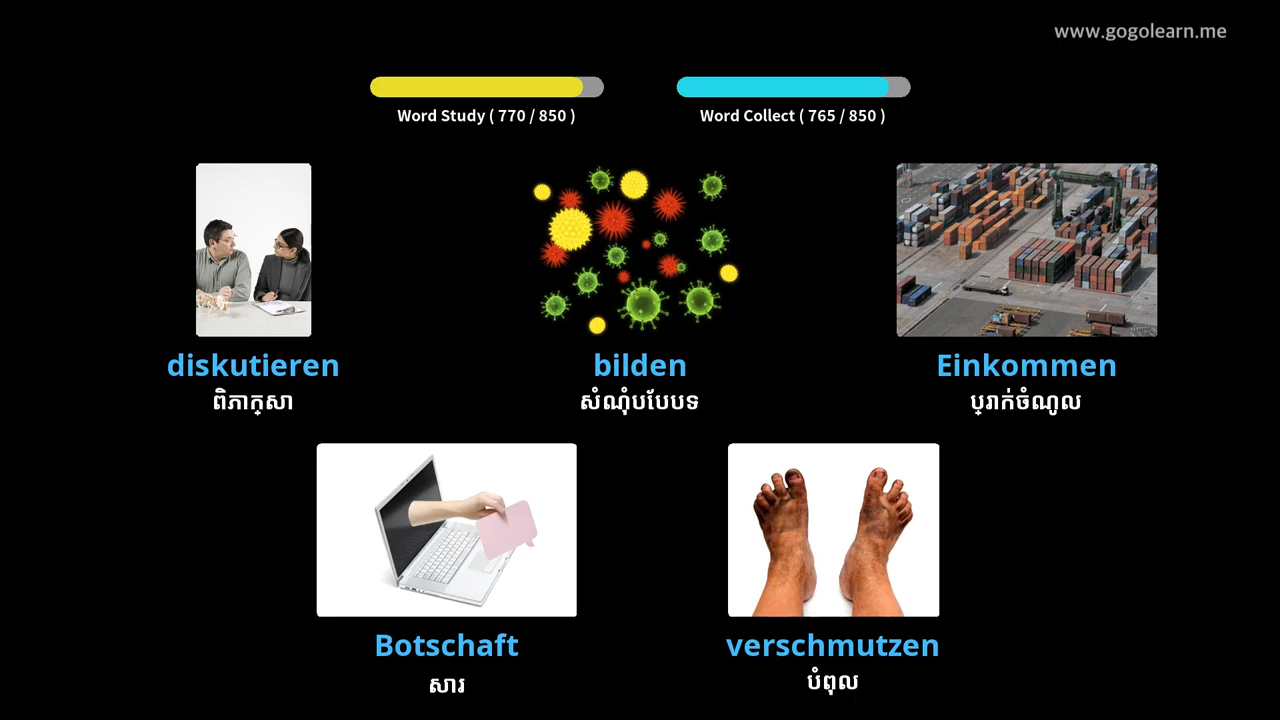 www.gogolearn.me
Word Study ( 770 / 850 )
Word Collect ( 765 / 850 )
diskutieren
ពិភាក្សា
bilden
សំណុំបបែបទ
Einkommen
ប្រាក់ចំណូល
Botschaft
សារ
verschmutzen
បំពុល